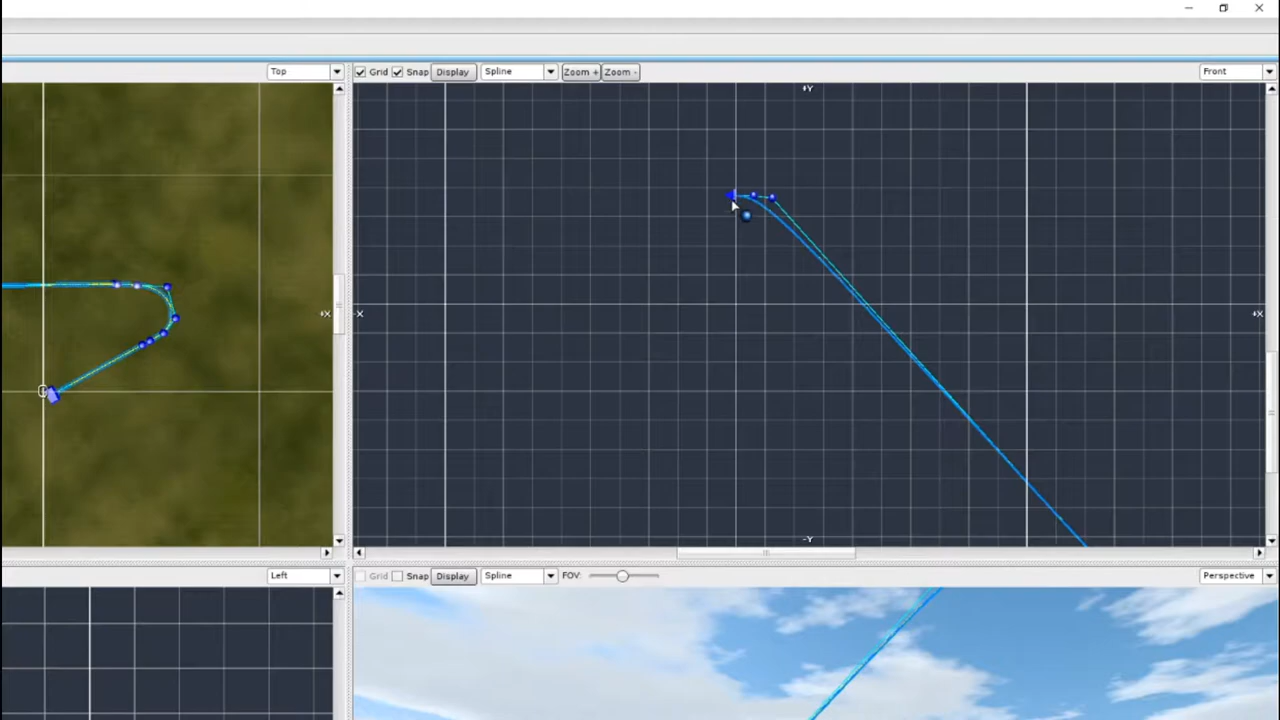 Top
Grid Snap Display Spline Zoom + Zoom - Front
+Y
+X -X +X
-Y
Left
Grid Snap Display Spline FOV: Perspective